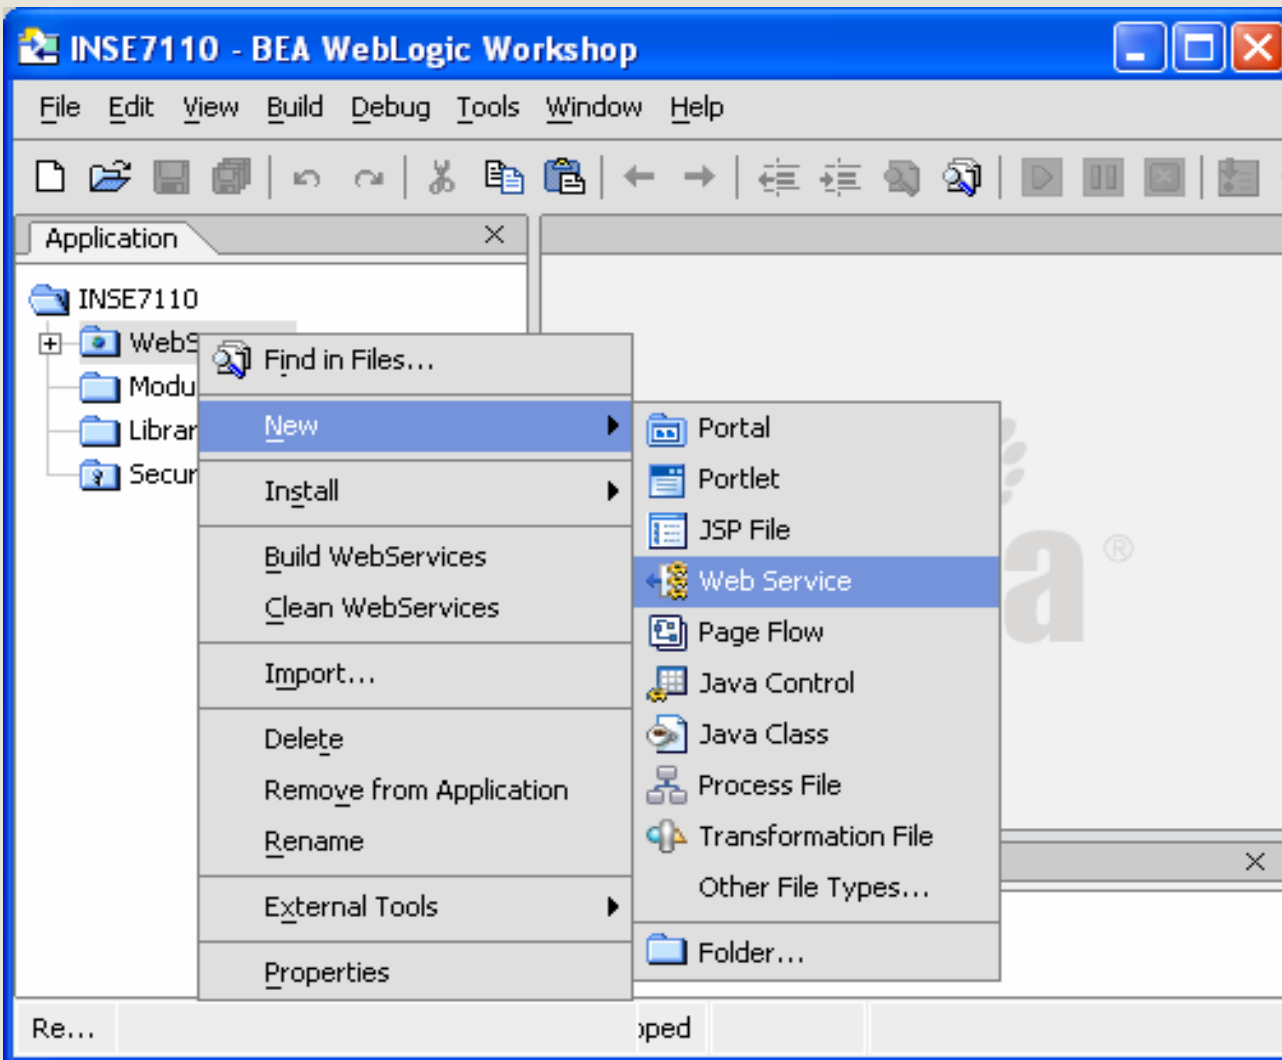 INSE7110 - BEA WebLogic Workshop
File Edit View Build Debug Tools Window Help
Application
INSE7110
WebS
Modu
Librar
Secur
Find in Files...
New
Install
Build WebServices
Clean WebServices
Import...
Delete
Remove from Application
Rename
External Tools
Properties
Portal
Portlet
JSP File
Web Service
Page Flow
Java Control
Java Class
Process File
Transformation File
Other File Types...
Folder...
a ®
Re...
pped